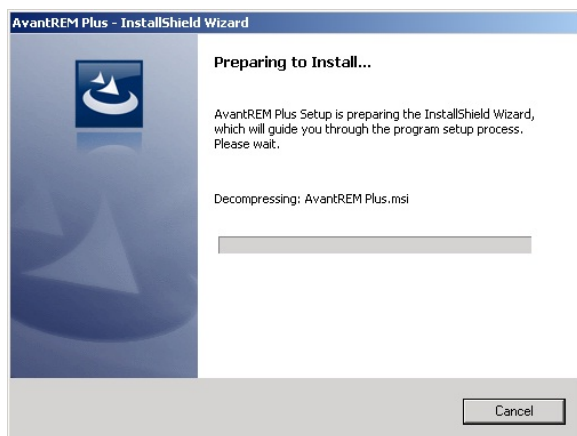 AvantREM Plus - InstallShield Wizard
Preparing to Install...
AvantREM Plus Setup is preparing the InstallShield Wizard,
which will guide you through the program setup process.
Please wait.
Decompressing: AvantREM Plus.msi
Cancel